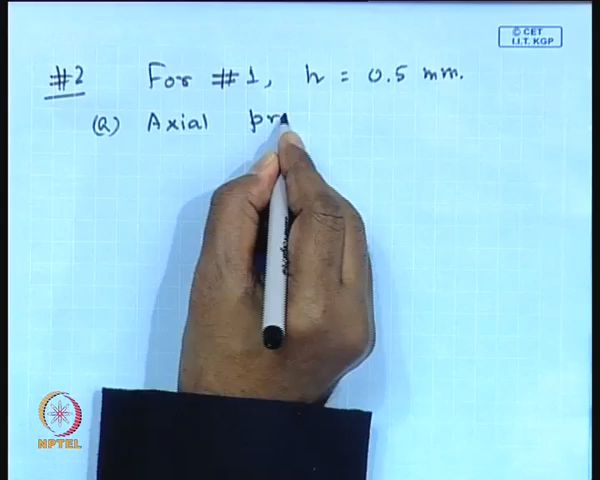 © CET
I.I.T. KGP
#2 For #1, h = 0.5 mm.
(a) Axial pr
NPTEL